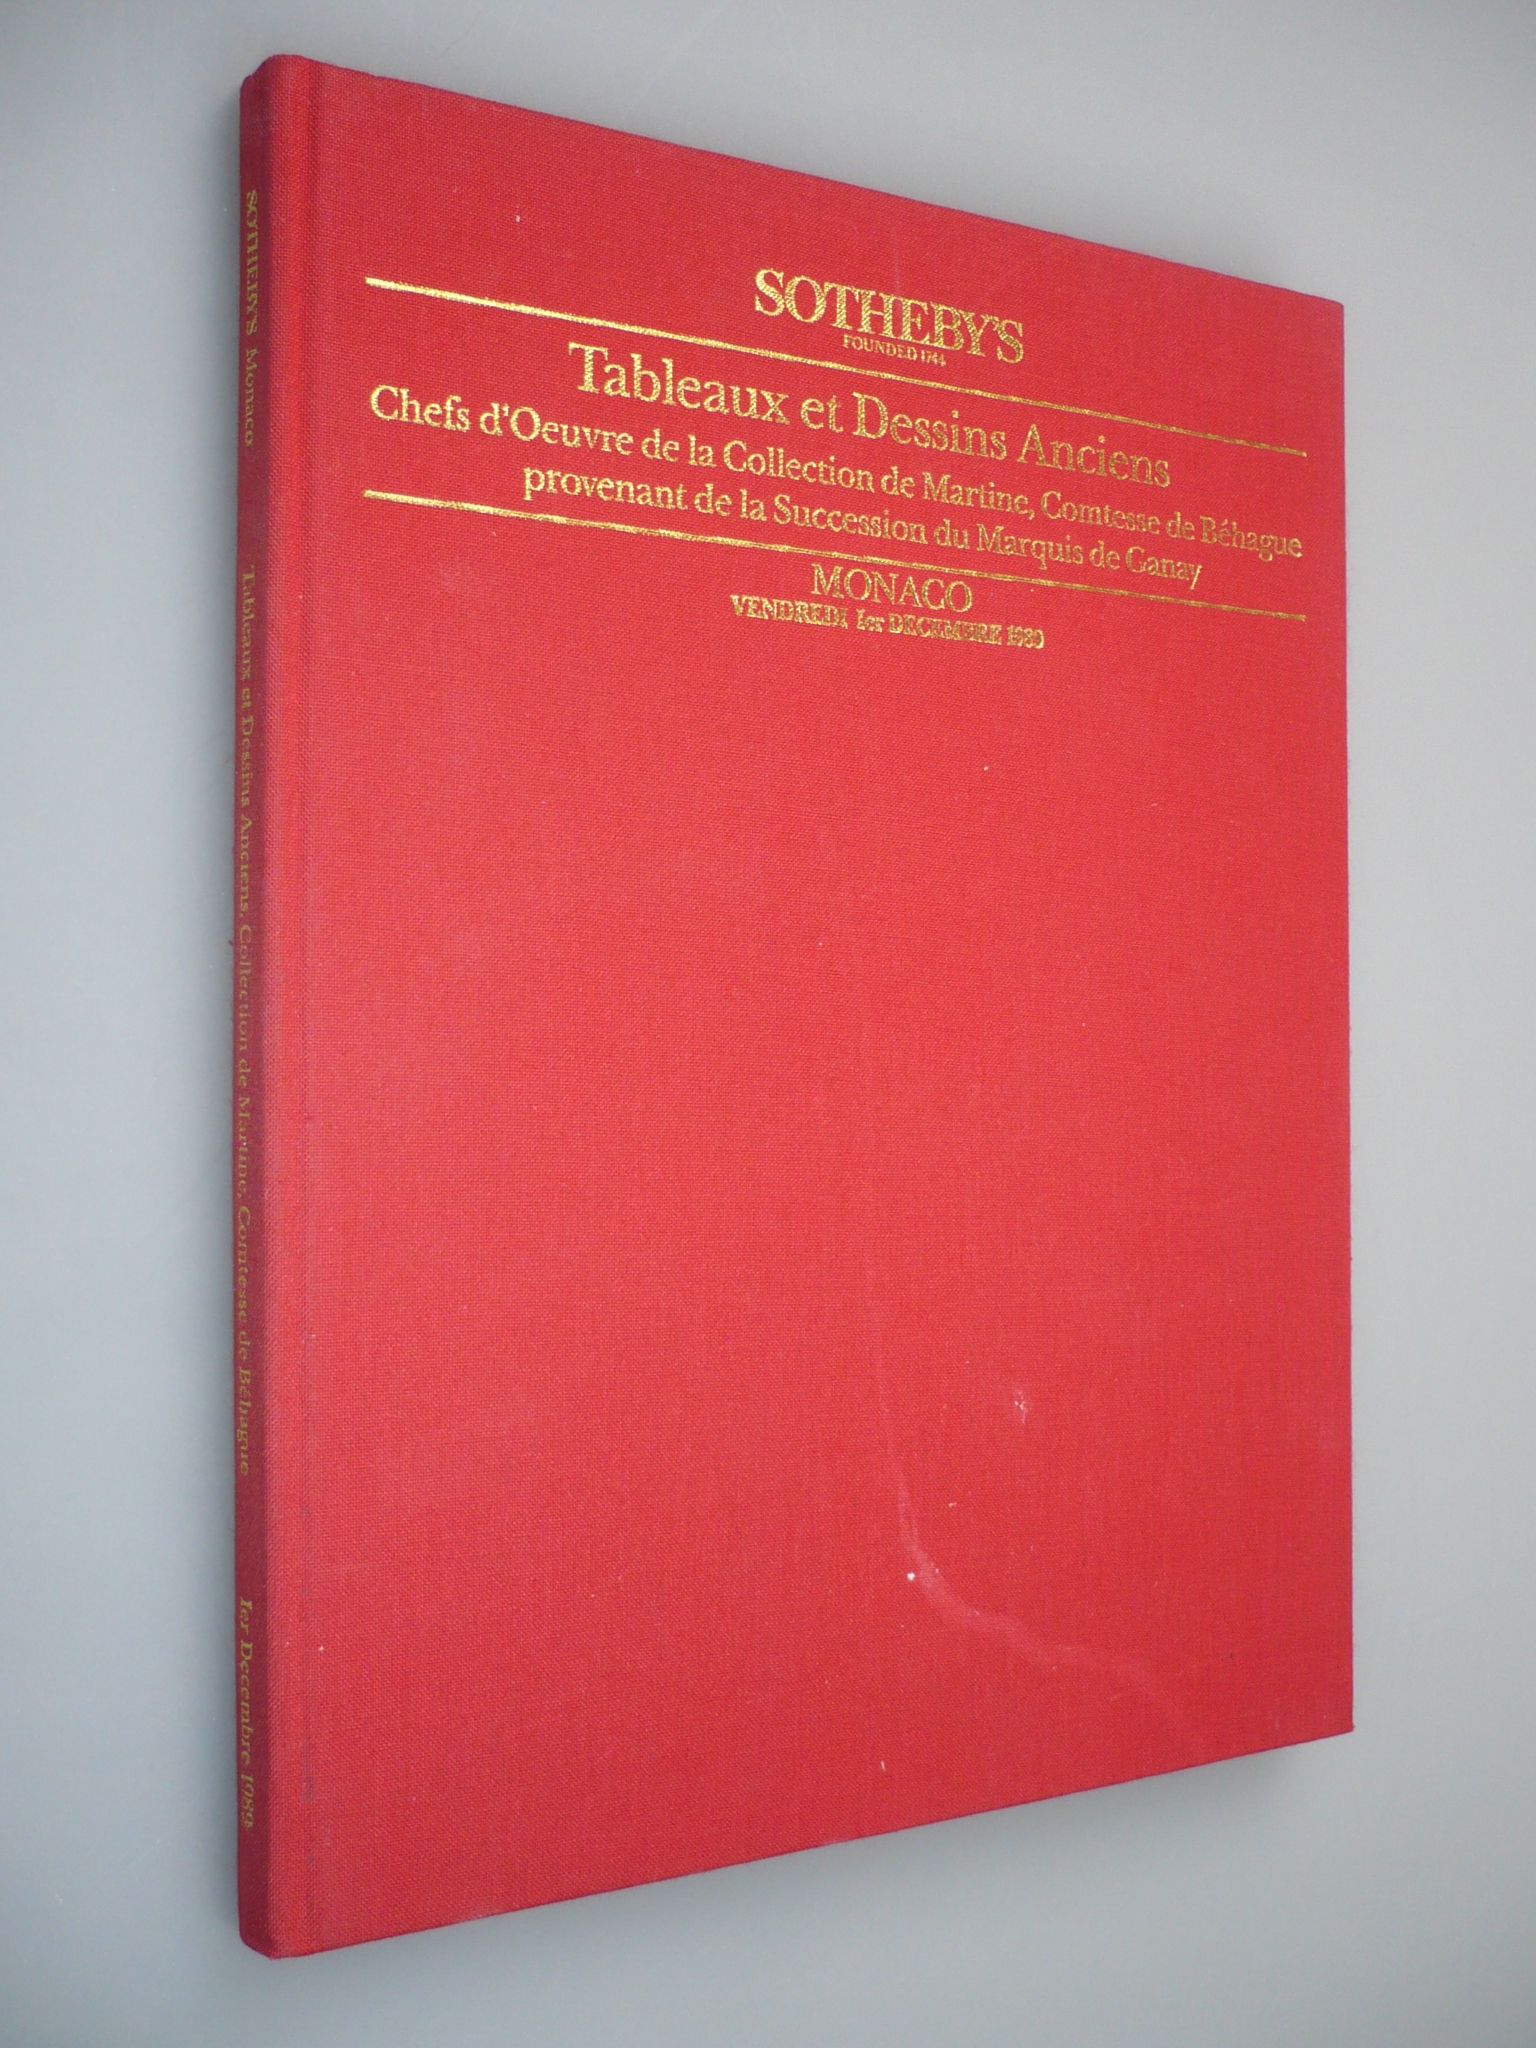 SOTHEBY'S
FOUNDED 1744
Tableaux et Dessins Anciens
Chefs d'Oeuvre de la Collection de Martine, Comtesse de Béhague
provenant de la Succession du Marquis de Ganay
MONACO
VENDREDI 1er DECEMBRE 1989
SOTHEBY'S Monaco Tableaux et Dessins Anciens, Collection de Martine, Comtesse de Béhague 1er Decembre 1989